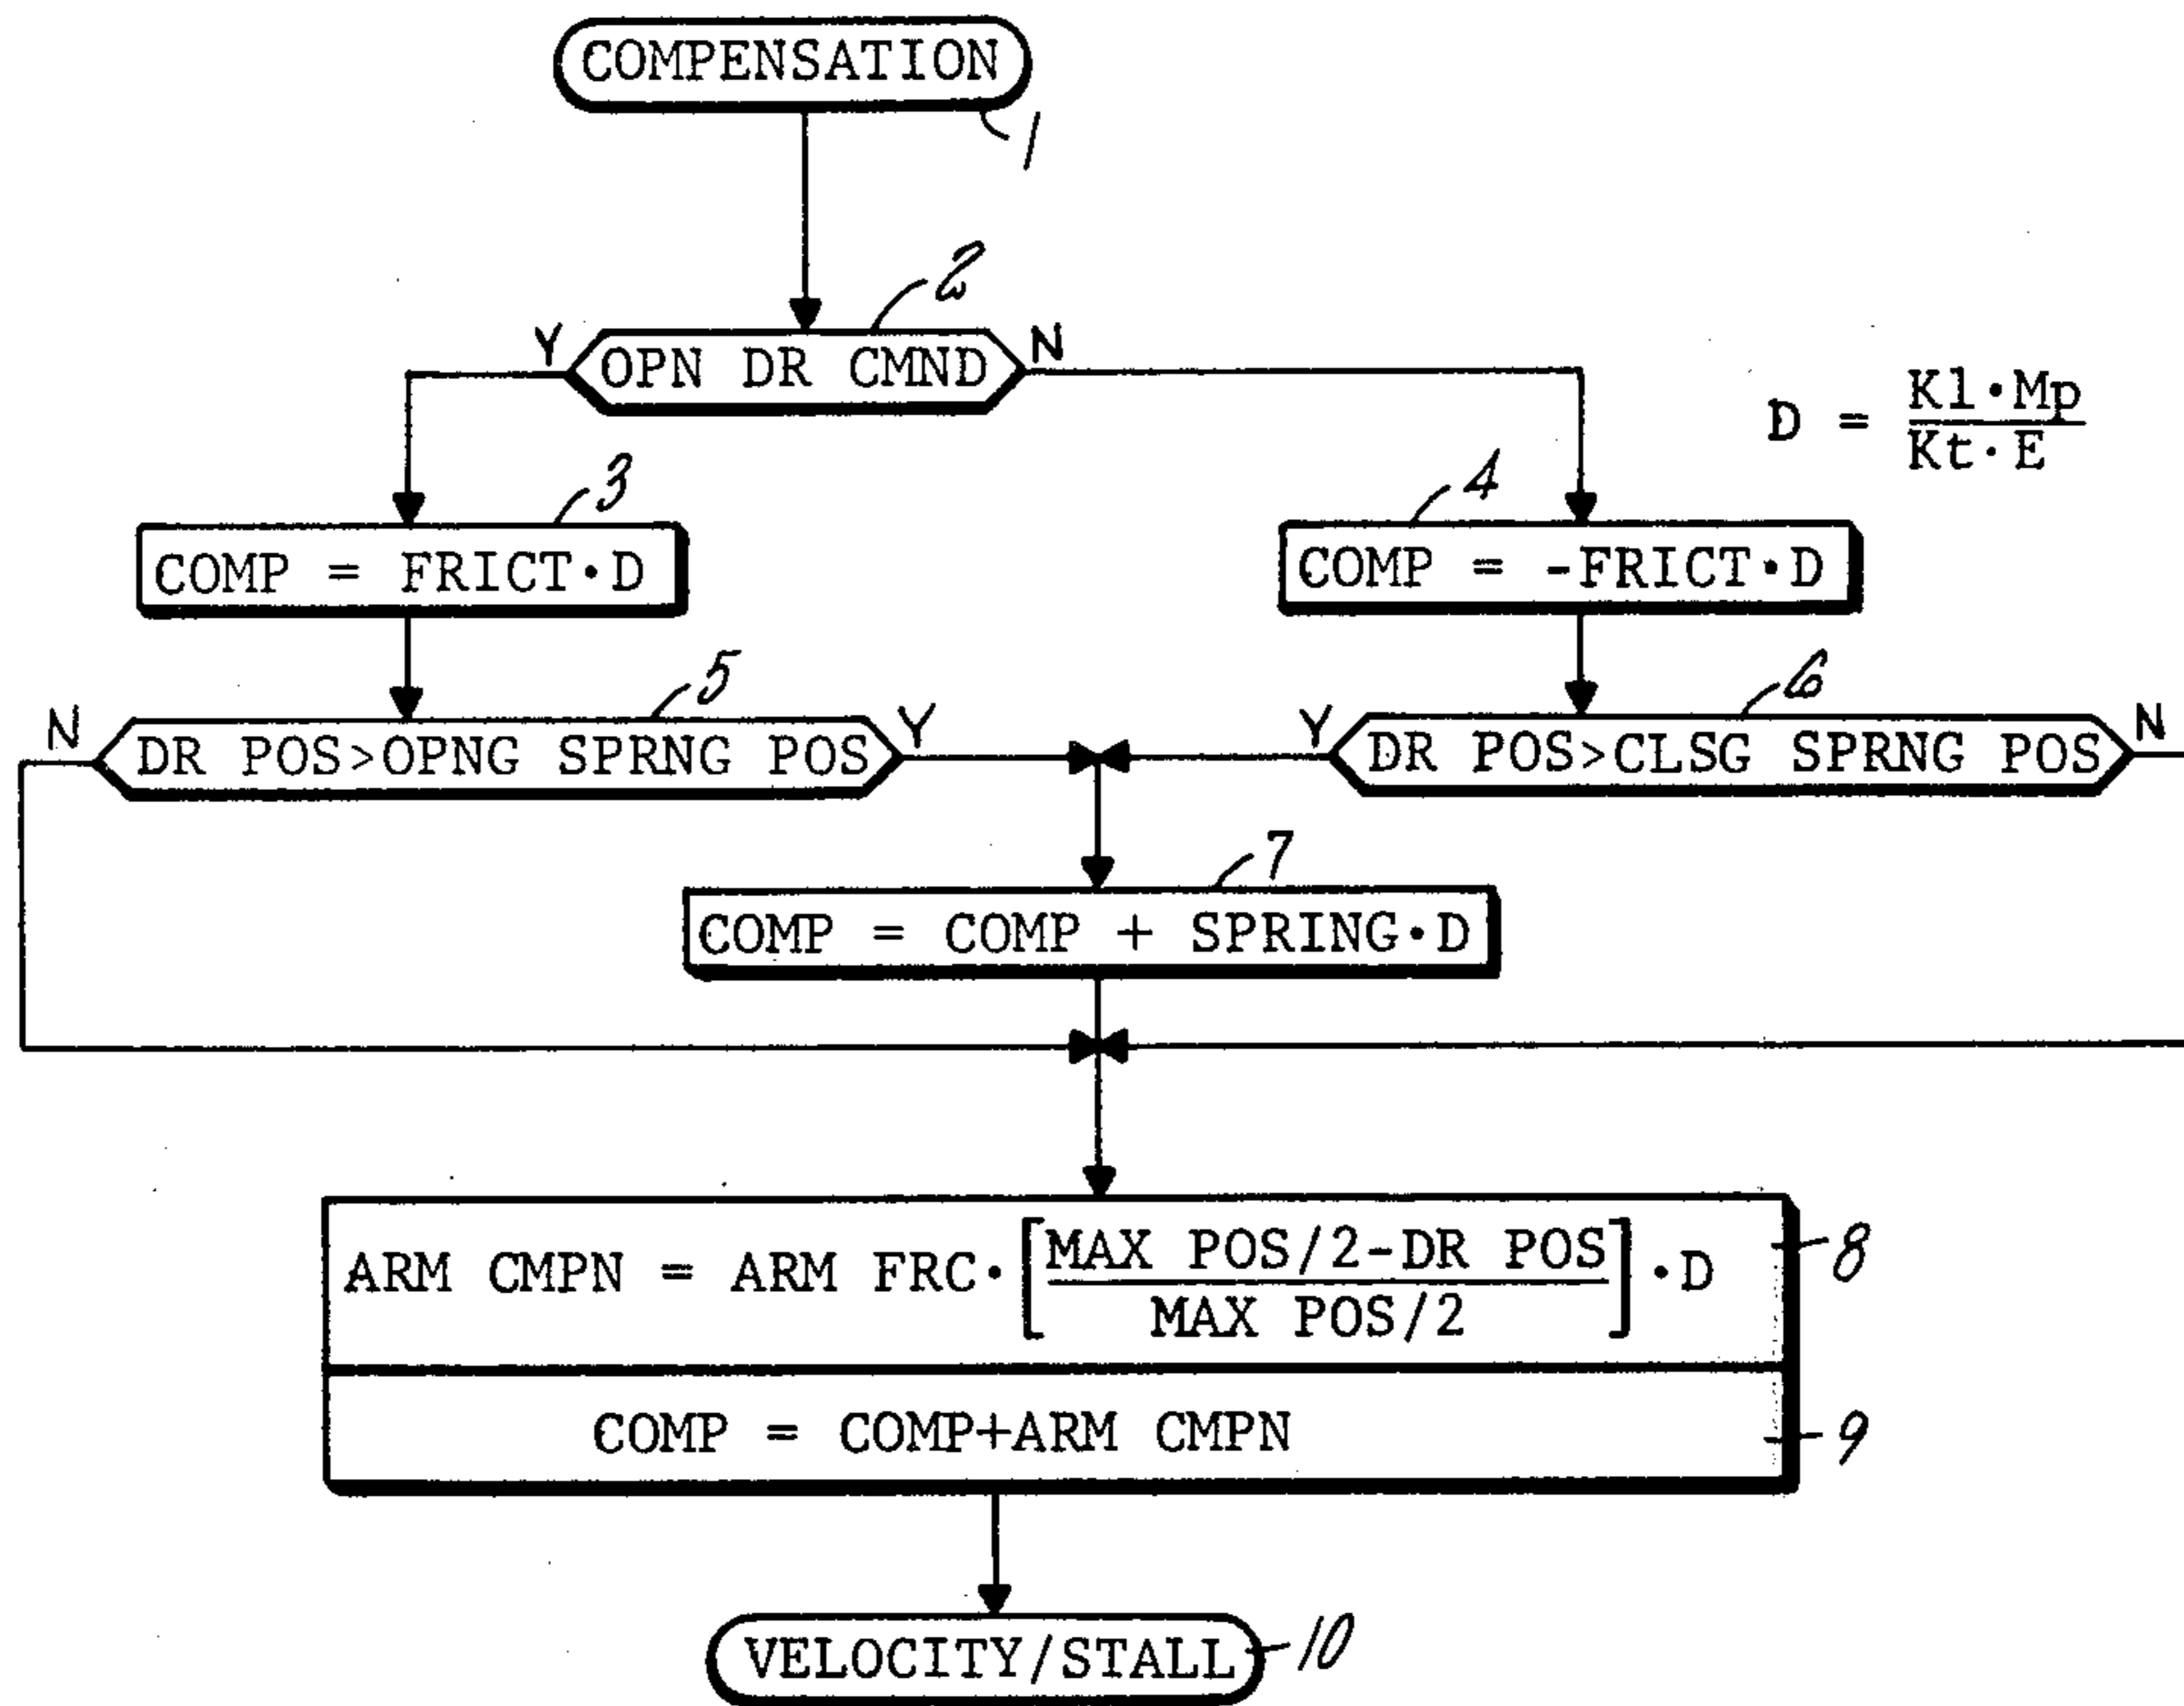 COMPENSATION
1
2
Y
OPN DR CMND
N
D = K1·Mp
Kt·E
3
COMP = FRICT·D
4
COMP = -FRICT·D
5
N
DR POS>OPNG SPRNG POS
Y
6
Y
DR POS>CLSG SPRNG POS
N
7
COMP = COMP + SPRING·D
ARM CMPN = ARM FRC·[MAX POS/2-DR POS
MAX POS/2]·D
8
COMP = COMP+ARM CMPN
9
VELOCITY/STALL
10